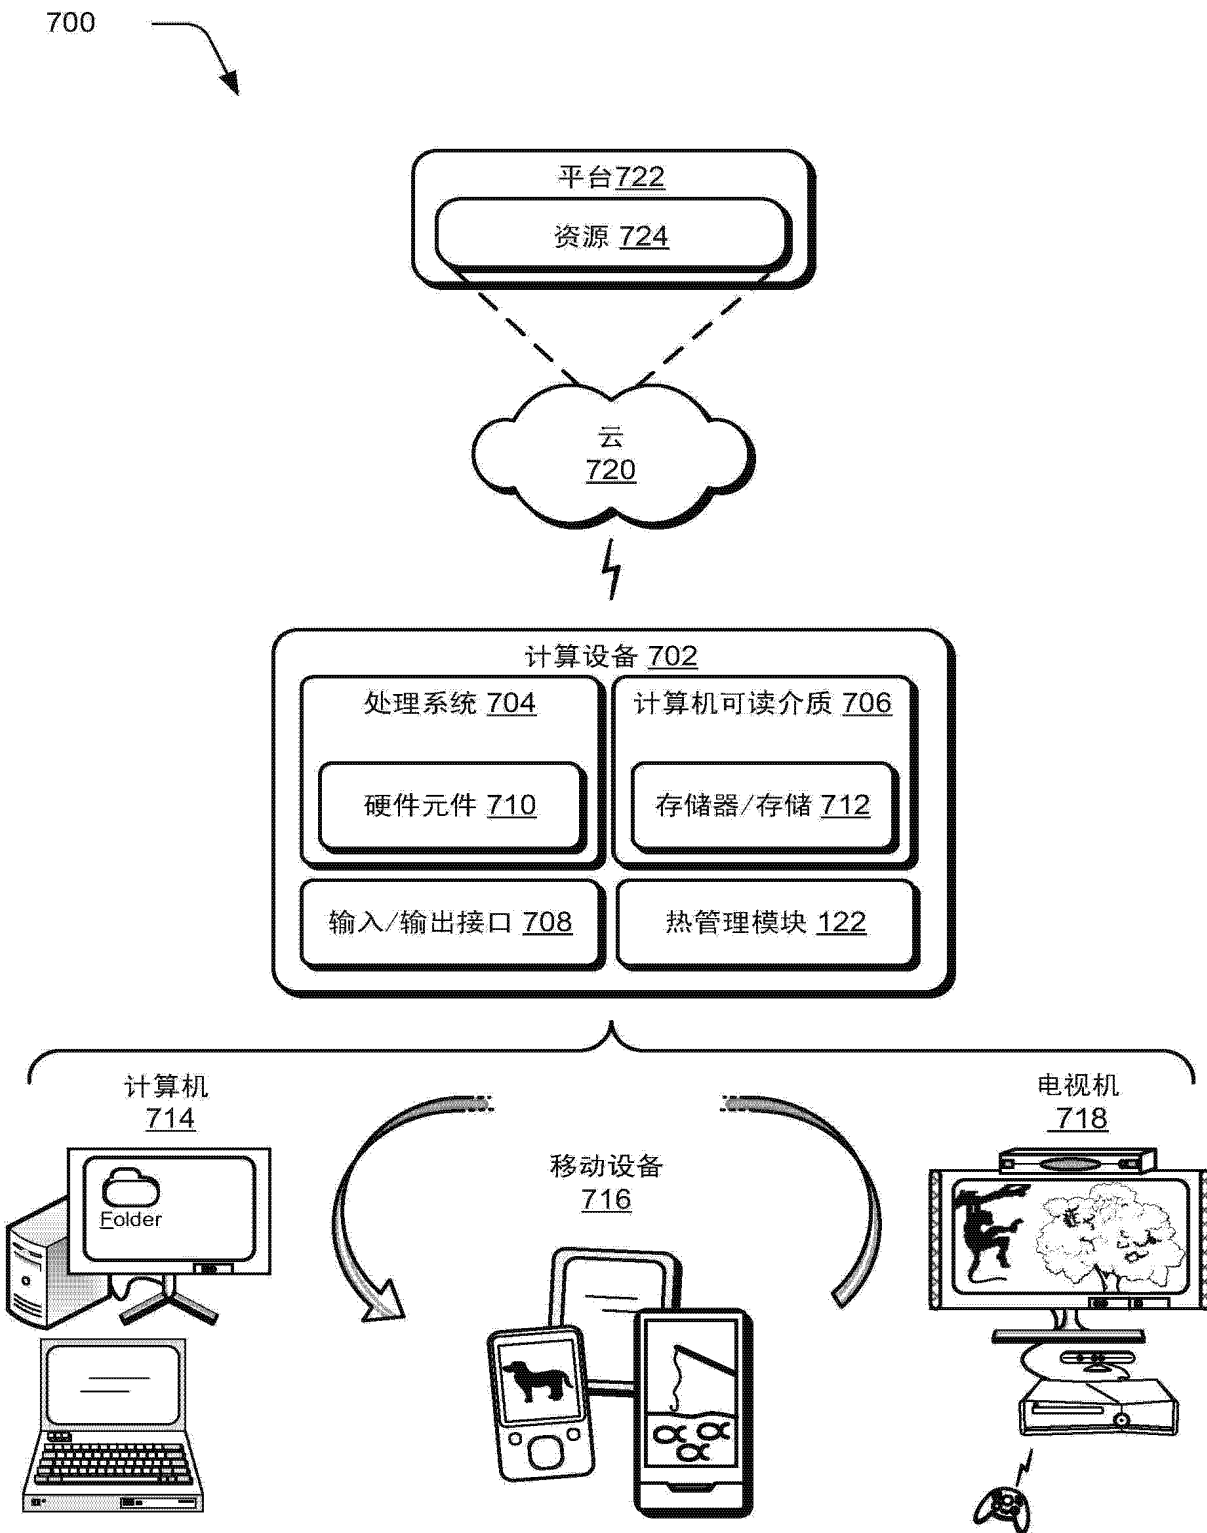 700
平台722
资源 724
云
720
计算设备 702
处理系统 704
计算机可读介质 706
硬件元件 710
存储器/存储 712
输入/输出接口 708
热管理模块 122
计算机
714
移动设备
716
电视机
718
Folder